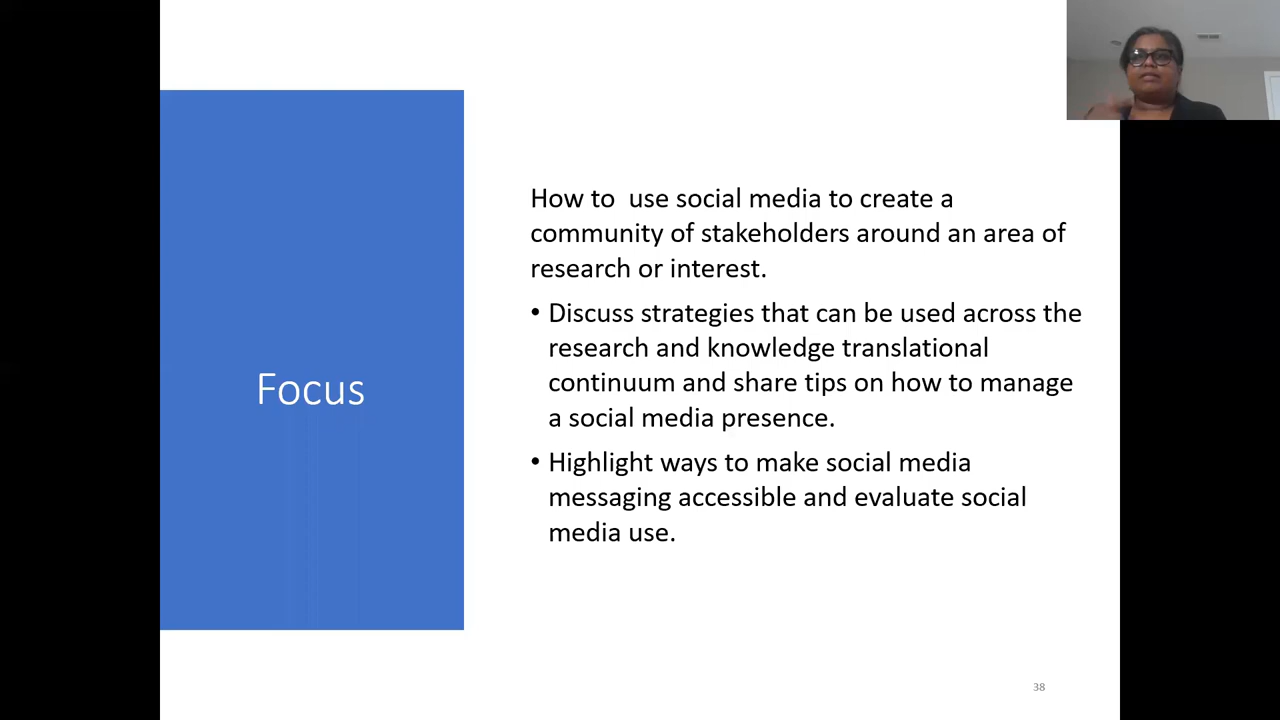 Focus
How to  use social media to create a
community of stakeholders around an area of
research or interest.
• Discuss strategies that can be used across the
research and knowledge translational
continuum and share tips on how to manage
a social media presence.
• Highlight ways to make social media
messaging accessible and evaluate social
media use.
38